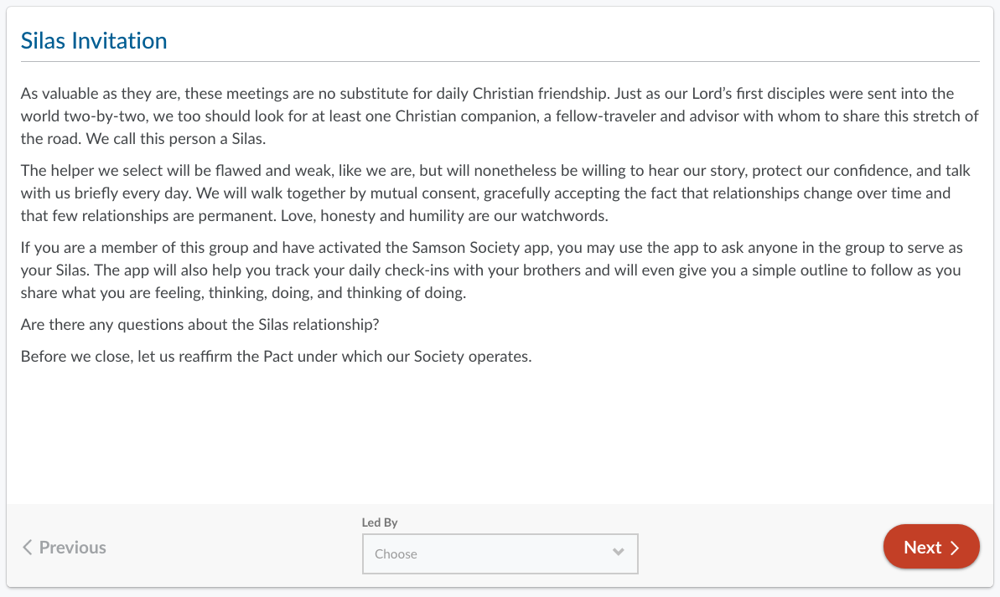 Silas Invitation
As valuable as they are, these meetings are no substitute for daily Christian friendship. Just as our Lord’s first disciples were sent into the
world two-by-two, we too should look for at least one Christian companion, a fellow-traveler and advisor with whom to share this stretch of
the road. We call this person a Silas.
The helper we select will be flawed and weak, like we are, but will nonetheless be willing to hear our story, protect our confidence, and talk
with us briefly every day. We will walk together by mutual consent, gracefully accepting the fact that relationships change over time and
that few relationships are permanent. Love, honesty and humility are our watchwords.
If you are a member of this group and have activated the Samson Society app, you may use the app to ask anyone in the group to serve as
your Silas. The app will also help you track your daily check-ins with your brothers and will even give you a simple outline to follow as you
share what you are feeling, thinking, doing, and thinking of doing.
Are there any questions about the Silas relationship?
Before we close, let us reaffirm the Pact under which our Society operates.
Led By
Previous
Choose
Next